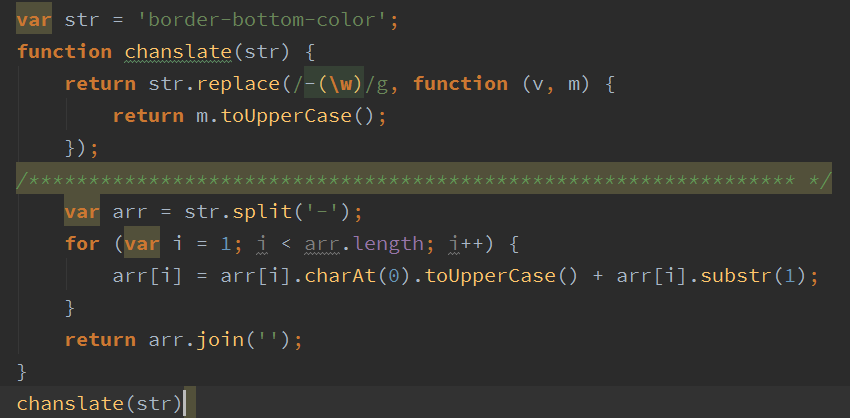 var str = 'border-bottom-color';
function chanslate(str) {
    return str.replace(/-(\w)/g, function (v, m) {
        return m.toUpperCase();
    });
/**************************************************************** */
    var arr = str.split('-');
    for (var i = 1; i < arr.length; i++) {
        arr[i] = arr[i].charAt(0).toUpperCase() + arr[i].substr(1);
    }
    return arr.join('');
}
chanslate(str)